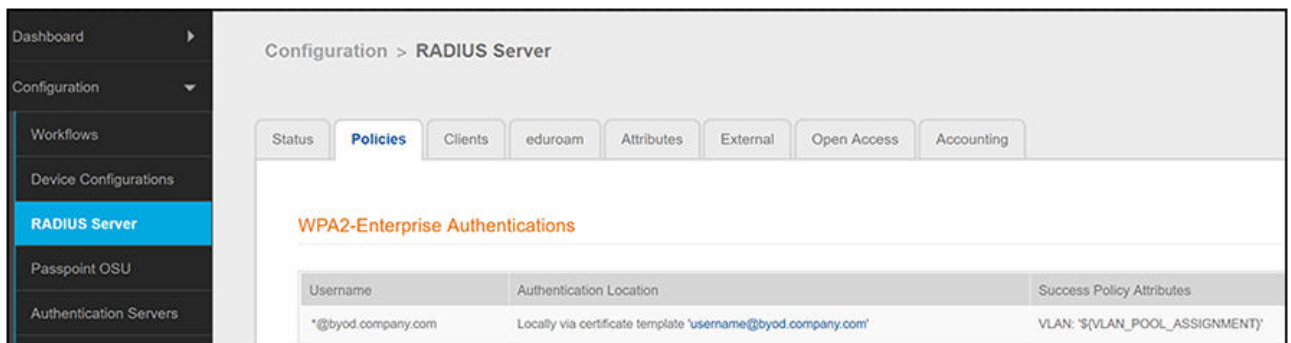 Dashboard
Configuration
Workflows
Device Configurations
RADIUS Server
Passpoint OSU
Authentication Servers
Configuration > RADIUS Server
Status Policies Clients eduroam Attributes External Open Access Accounting
WPA2-Enterprise Authentications
Username Authentication Location Success Policy Attributes
*@byod.company.com Locally via certificate template 'username@byod.company.com' VLAN: '${VLAN_POOL_ASSIGNMENT}'